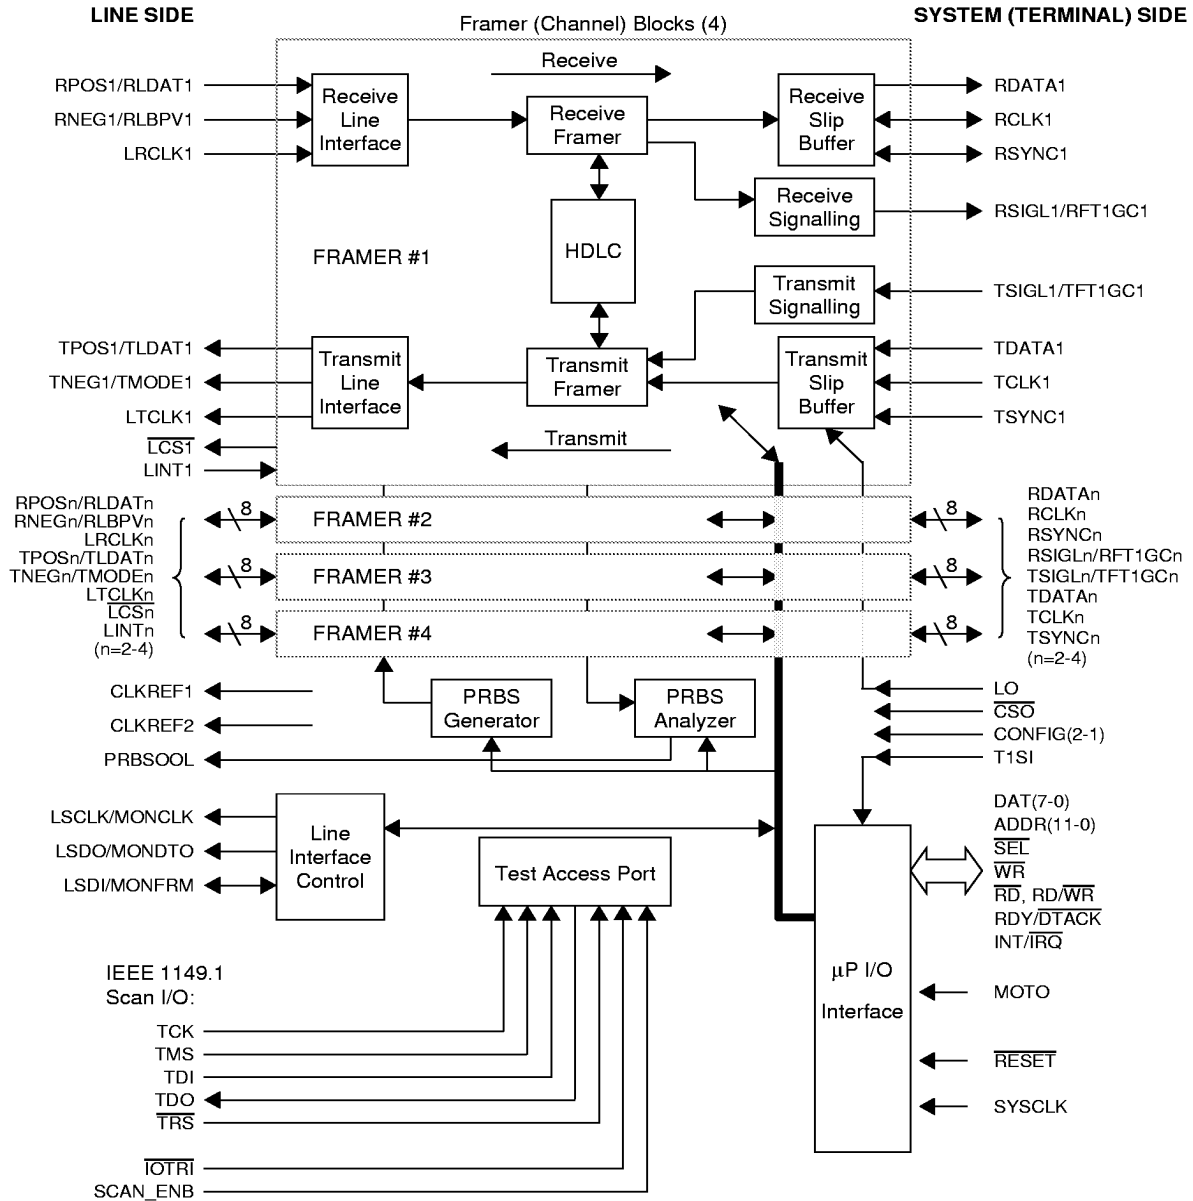 LINE SIDE
Framer (Channel) Blocks (4)
SYSTEM (TERMINAL) SIDE
Receive
RPOS1/RLDAT1
RNEG1/RLBPV1
LRCLK1
Receive
Line
Interface
Receive
Framer
Receive
Slip
Buffer
RDATA1
RCLK1
RSYNC1
Receive
Signalling
RSIGL1/RFT1GC1
FRAMER #1
HDLC
Transmit
Signalling
TSIGL1/TFT1GC1
TPOS1/TLDAT1
TNEG1/TMODE1
LTCLK1
LCS1
LINT1
Transmit
Line
Interface
Transmit
Framer
Transmit
Slip
Buffer
TDATA1
TCLK1
TSYNC1
Transmit
RPOSn/RLDATn
RNEGn/RLBPVn
LRCLKn
TPOSn/TLDATn
TNEGn/TMODEn
LTCLKn
LCSn
LINTn
(n=2-4)
8
FRAMER #2
8
8
FRAMER #3
8
8
FRAMER #4
8
RDATAn
RCLKn
RSYNCn
RSIGLn/RFT1GCn
TSIGLn/TFT1GCn
TDATAn
TCLKn
TSYNCn
(n=2-4)
CLKREF1
CLKREF2
PRBSOOL
PRBS
Generator
PRBS
Analyzer
LO
CSO
CONFIG(2-1)
T1SI
LSCLK/MONCLK
LSDO/MONDTO
LSDI/MONFRM
Line
Interface
Control
Test Access Port
DAT(7-0)
ADDR(11-0)
SEL
WR
RD, RD/WR
RDY/DTACK
INT/IRQ
μP I/O
Interface
MOTO
RESET
SYSCLK
IEEE 1149.1
Scan I/O:
TCK
TMS
TDI
TDO
TRS
IOTRI
SCAN_ENB